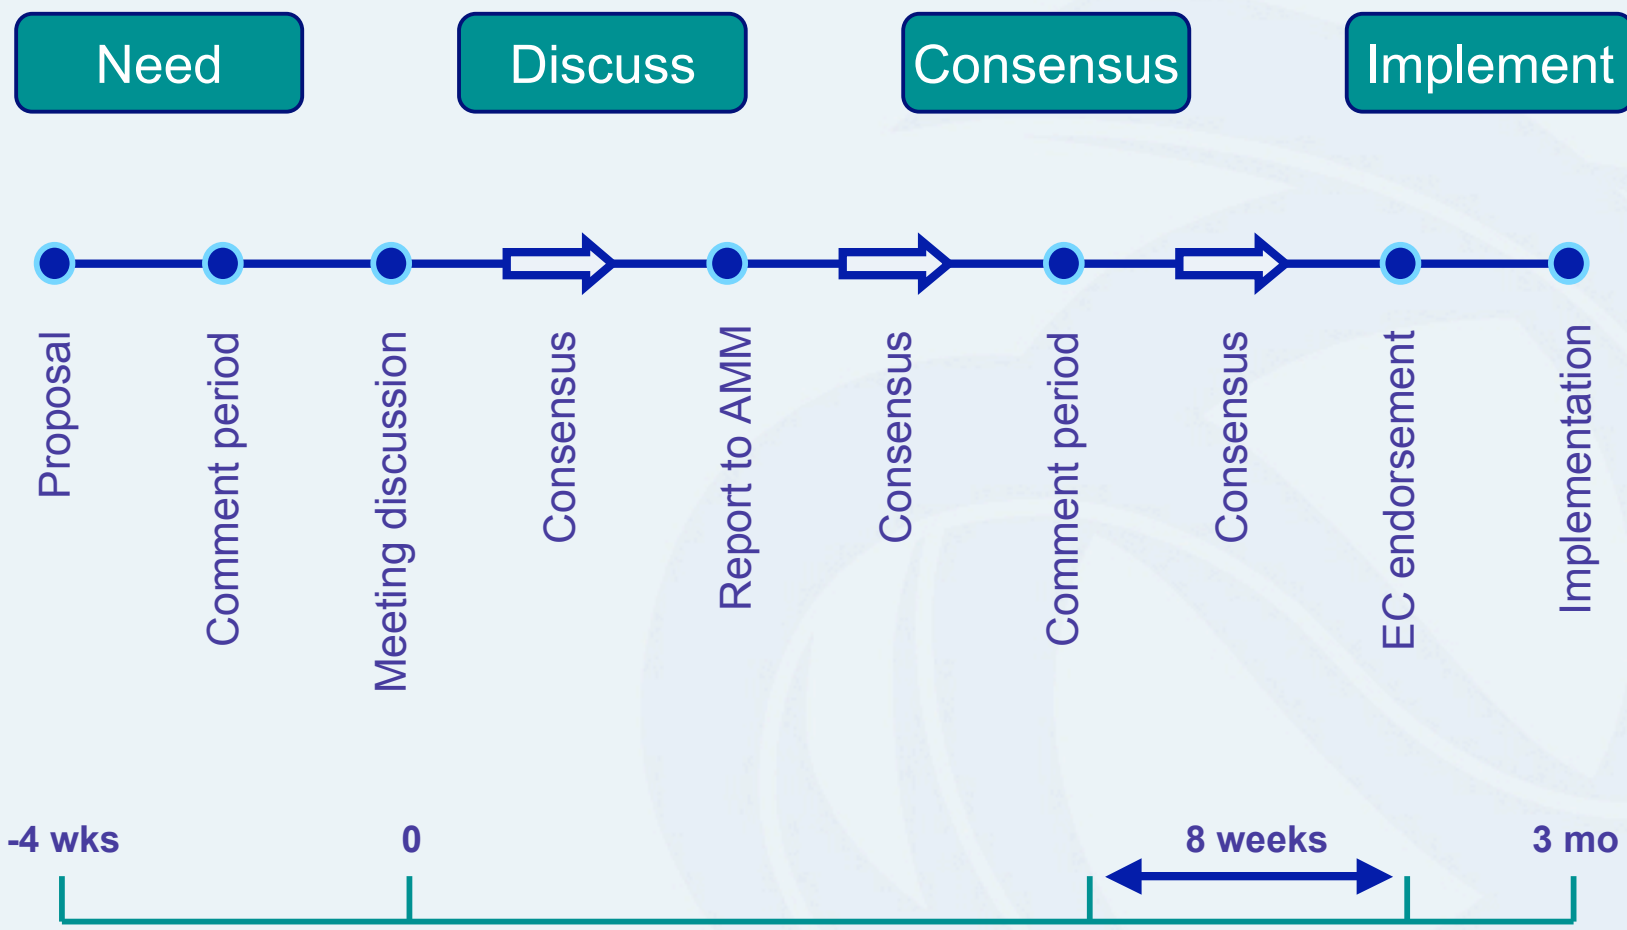 Need
Discuss
Consensus
Implement
Proposal
Comment period
Meeting discussion
Consensus
Report to AMM
Consensus
Comment period
Consensus
EC endorsement
Implementation
-4 wks
0
8 weeks
3 mo